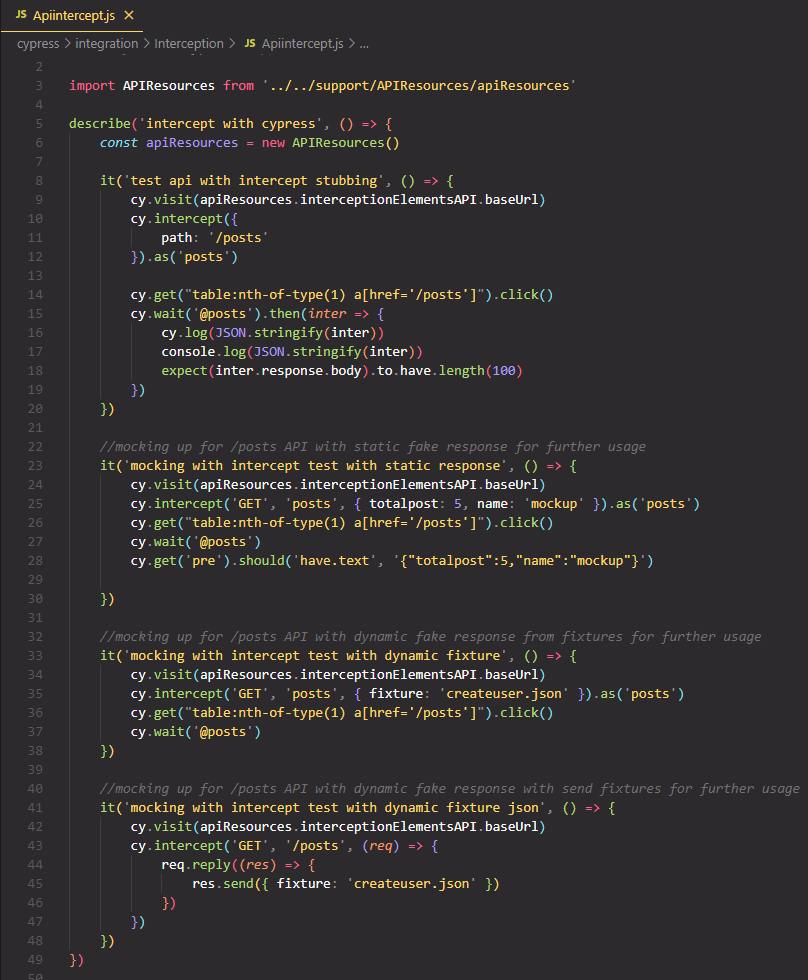 JS Apiintercept.js ×
cypress > integration > Interception > JS Apiintercept.js > ...
2
3 import APIResources from '../../support/APIResources/apiResources'
4
5 describe('intercept with cypress', () => {
6     const apiResources = new APIResources()
7
8     it('test api with intercept stubbing', () => {
9         cy.visit(apiResources.interceptionElementsAPI.baseUrl)
10         cy.intercept({
11             path: '/posts'
12         }).as('posts')
13
14         cy.get("table:nth-of-type(1) a[href='/posts']").click()
15         cy.wait('@posts').then(inter => {
16             cy.log(JSON.stringify(inter))
17             console.log(JSON.stringify(inter))
18             expect(inter.response.body).to.have.length(100)
19         })
20     })
21
22     //mocking up for /posts API with static fake response for further usage
23     it('mocking with intercept test with static response', () => {
24         cy.visit(apiResources.interceptionElementsAPI.baseUrl)
25         cy.intercept('GET', 'posts', { totalpost: 5, name: 'mockup' }).as('posts')
26         cy.get("table:nth-of-type(1) a[href='/posts']").click()
27         cy.wait('@posts')
28         cy.get('pre').should('have.text', '{"totalpost":5,"name":"mockup"}')
29
30     })
31
32     //mocking up for /posts API with dynamic fake response from fixtures for further usage
33     it('mocking with intercept test with dynamic fixture', () => {
34         cy.visit(apiResources.interceptionElementsAPI.baseUrl)
35         cy.intercept('GET', 'posts', { fixture: 'createuser.json' }).as('posts')
36         cy.get("table:nth-of-type(1) a[href='/posts']").click()
37         cy.wait('@posts')
38     })
39
40     //mocking up for /posts API with dynamic fake response with send fixtures for further usage
41     it('mocking with intercept test with dynamic fixture json', () => {
42         cy.visit(apiResources.interceptionElementsAPI.baseUrl)
43         cy.intercept('GET', '/posts', (req) => {
44             req.reply((res) => {
45                 res.send({ fixture: 'createuser.json' })
46             })
47         })
48     })
49 })
50